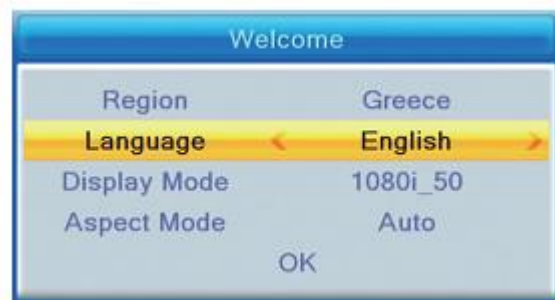 Welcome
Region Greece
Language < English >
Display Mode 1080i_50
Aspect Mode Auto
OK